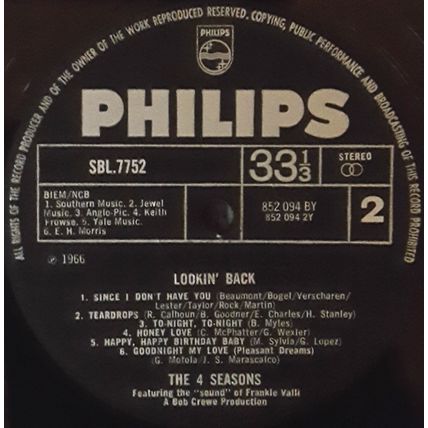 ALL RIGHTS OF THE RECORD PRODUCER AND OF THE OWNER OF THE WORK REPRODUCED RESERVED. COPYING, PUBLIC PERFORMANCE AND BROADCASTING OF THIS RECORD PROHIBITED
PHILIPS
PHILIPS
SBL.7752
33 1/3
STEREO
BIEM/NCB
1. Southern Music. 2. Jewel
Music. 3. Anglo-Pic. 4. Keith
Prowse. 5. Yale Music.
6. E. H. Morris
852 094 BY
852 094 2Y
2
℗ 1966
LOOKIN' BACK
1. SINCE I DON'T HAVE YOU (Beaumont/Bogel/Verscharen/
Lester/Taylor/Rock/Martin)
2. TEARDROPS (R. Calhoun/B. Goodner/E. Charles/H. Stanley)
3. TO-NIGHT, TO-NIGHT (B. Myles)
4. HONEY LOVE (C. McPhatter/G. Wexler)
5. HAPPY, HAPPY BIRTHDAY BABY (M. Sylvia/G. Lopez)
6. GOODNIGHT MY LOVE (Pleasant Dreams)
G. Motola/J. S. Marascalco)
THE 4 SEASONS
Featuring the "sound" of Frankie Valli
A Bob Crewe Production